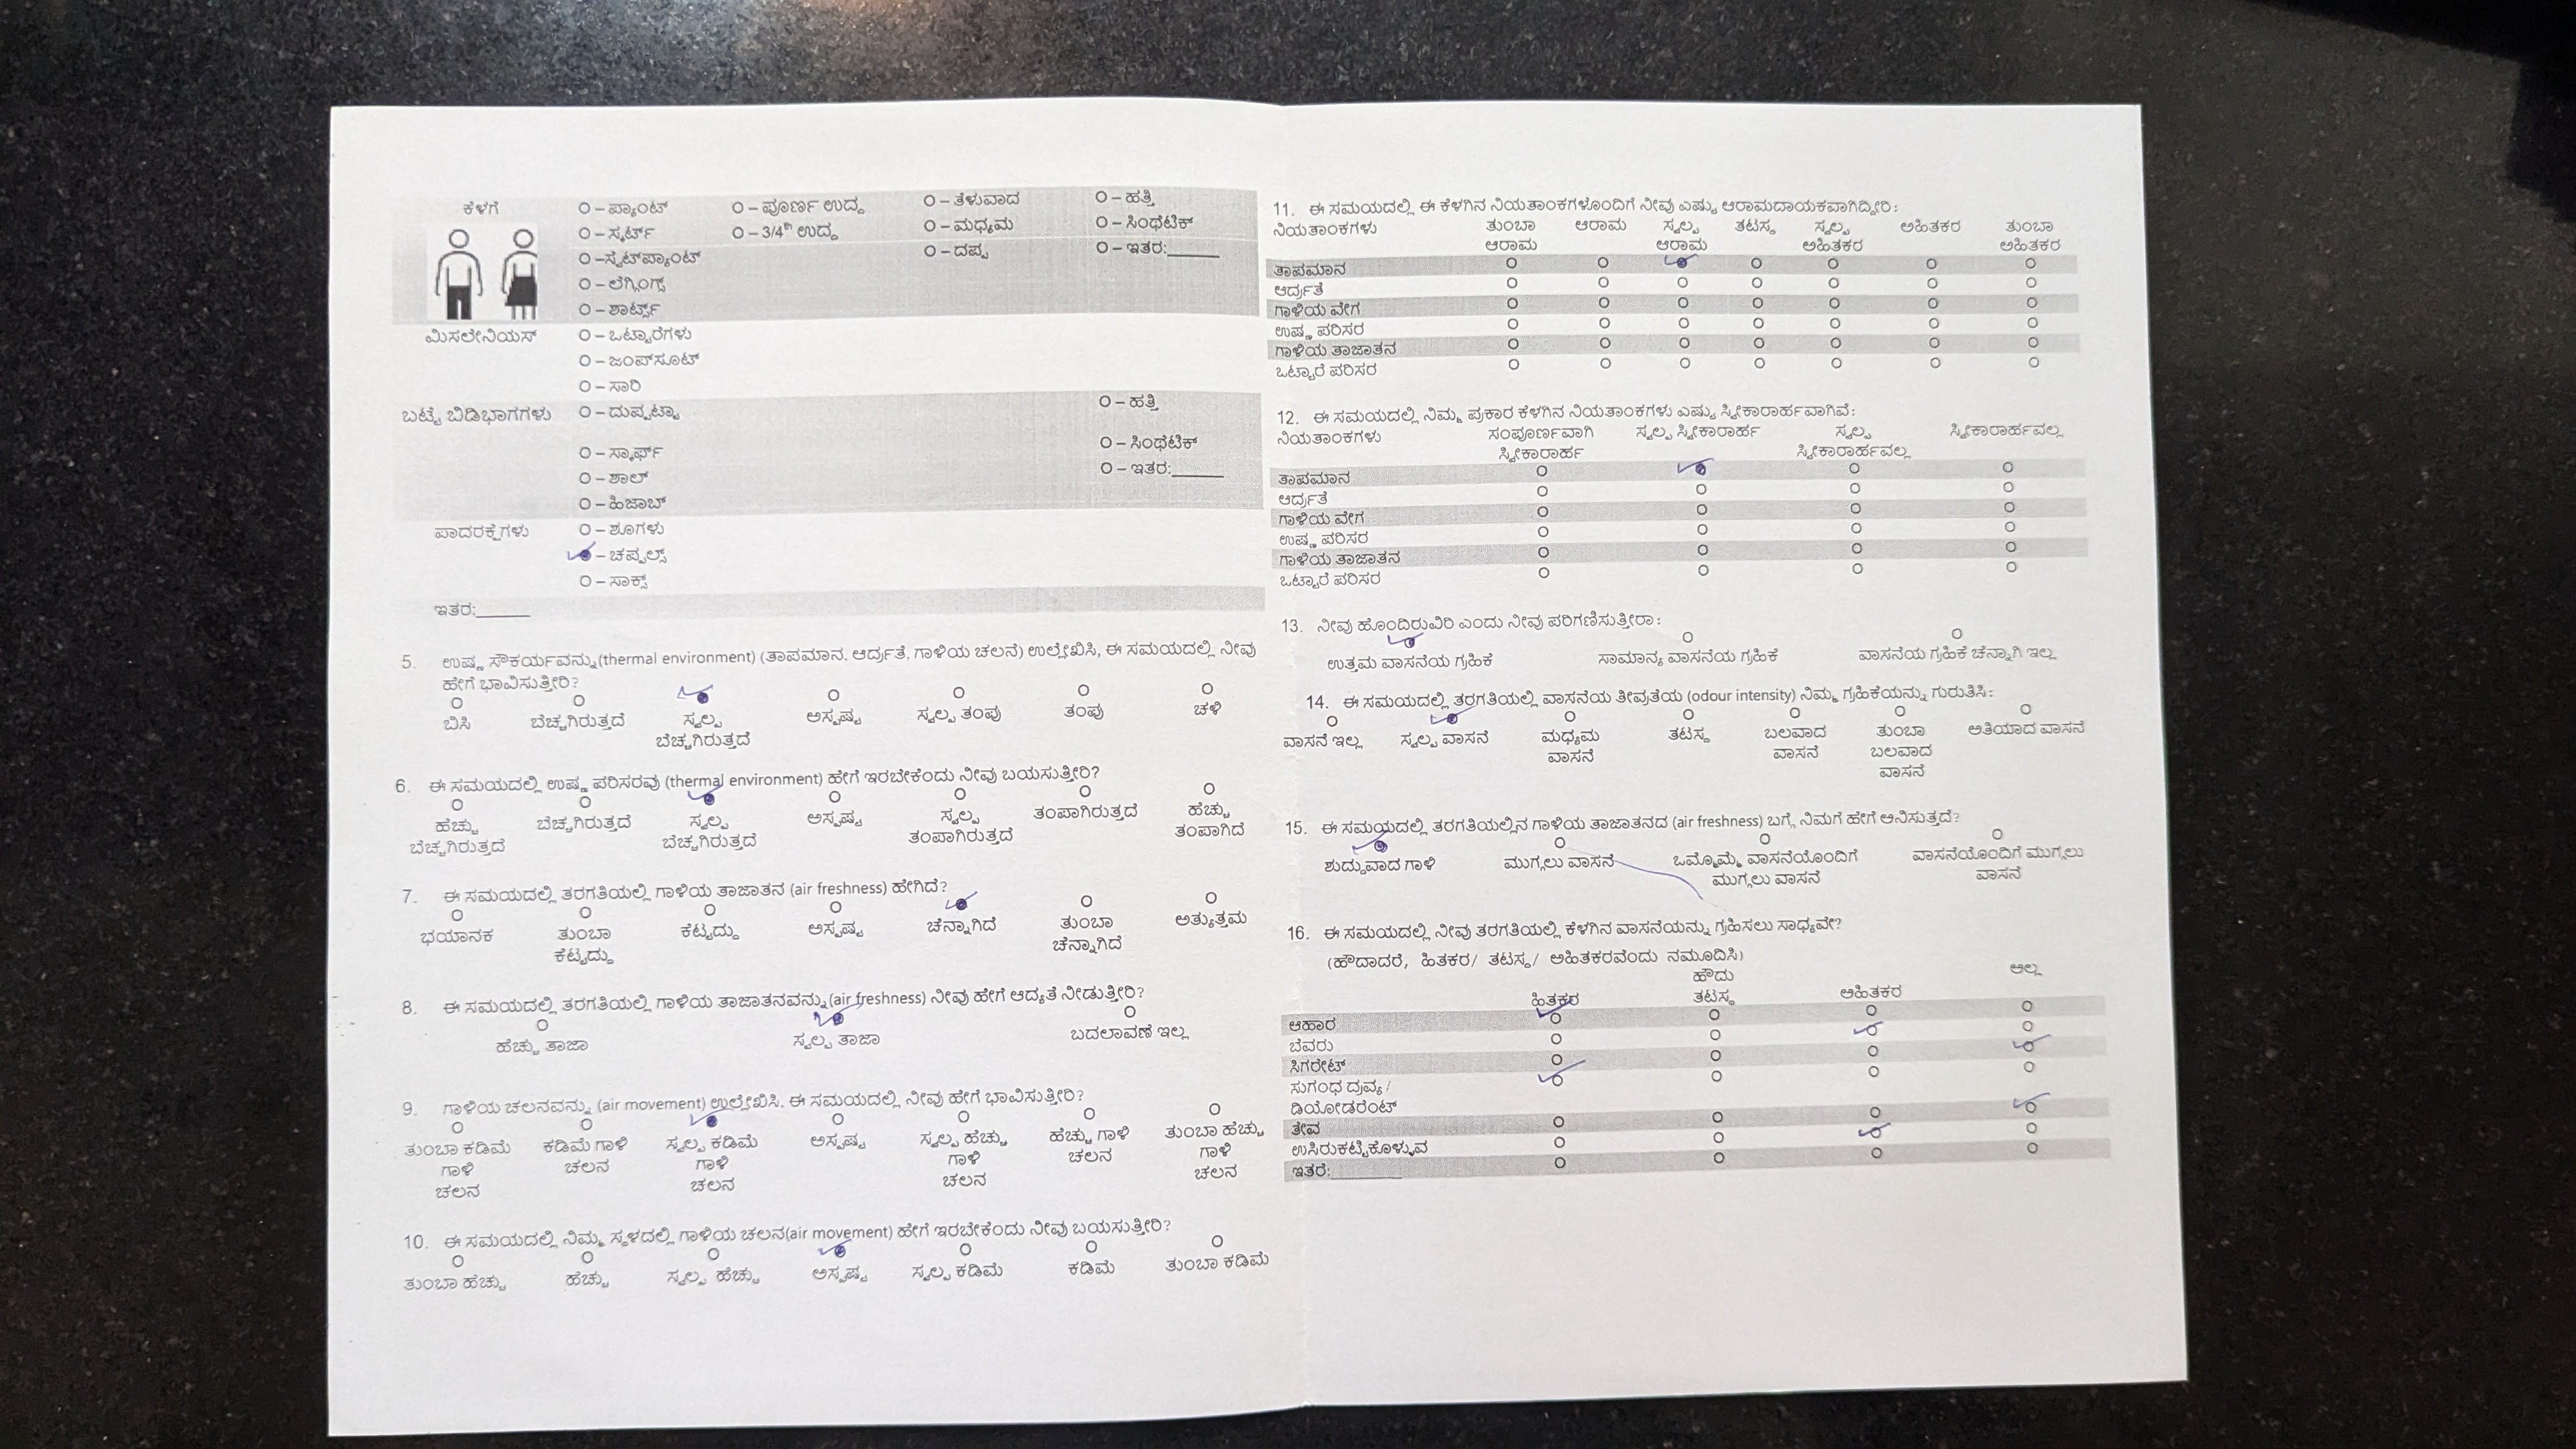 ಕೆಳಗೆ O – ಪ್ಯಾಂಟ್ O – ಪೂರ್ಣ ಉದ್ದ O – ತೆಳುವಾದ O – ಹತ್ತಿ
O – ಸ್ಕರ್ಟ್ O – 3/4th ಉದ್ದ O – ಮಧ್ಯಮ O – ಸಿಂಥೆಟಿಕ್
O –ಸ್ವೆಟ್‌ಪ್ಯಾಂಟ್ O – ದಪ್ಪ O – ಇತರ:______
O – ಲೆಗ್ಗಿಂಗ್ಸ್
O – ಶಾರ್ಟ್ಸ್
ಮಿಸಲೇನಿಯಸ್ O – ಒಟ್ಟಾರೆಗಳು
O – ಜಂಪ್‌ಸೂಟ್
O – ಸಾರಿ
ಬಟ್ಟೆ ಬಿಡಿಭಾಗಗಳು O – ದುಪ್ಪಟ್ಟಾ O – ಹತ್ತಿ
O – ಸಿಂಥೆಟಿಕ್
O – ಸ್ಕಾರ್ಫ್
O – ಶಾಲ್ O – ಇತರ:______
O – ಹಿಜಾಬ್
ಪಾದರಕ್ಷೆಗಳು O – ಶೂಗಳು
– ಚಪ್ಪಲ್ಸ್
O – ಸಾಕ್ಸ್
ಇತರ:______
5. ಉಷ್ಣ ಸೌಕರ್ಯವನ್ನು(thermal environment) (ತಾಪಮಾನ, ಆರ್ದ್ರತೆ, ಗಾಳಿಯ ಚಲನೆ) ಉಲ್ಲೇಖಿಸಿ, ಈ ಸಮಯದಲ್ಲಿ ನೀವು
ಹೇಗೆ ಭಾವಿಸುತ್ತೀರಿ?
ಬಿಸಿ ಬೆಚ್ಚಗಿರುತ್ತದೆ ಸ್ವಲ್ಪ ಅಸ್ಪಷ್ಟ ಸ್ವಲ್ಪ ತಂಪು ತಂಪು ಚಳಿ
ಬೆಚ್ಚಗಿರುತ್ತದೆ
6. ಈ ಸಮಯದಲ್ಲಿ ಉಷ್ಣ ಪರಿಸರವು (thermal environment) ಹೇಗೆ ಇರಬೇಕೆಂದು ನೀವು ಬಯಸುತ್ತೀರಿ?
ಹೆಚ್ಚು ಬೆಚ್ಚಗಿರುತ್ತದೆ ಸ್ವಲ್ಪ ಅಸ್ಪಷ್ಟ ಸ್ವಲ್ಪ ತಂಪಾಗಿರುತ್ತದೆ ಹೆಚ್ಚು
ಬೆಚ್ಚಗಿರುತ್ತದೆ ಬೆಚ್ಚಗಿರುತ್ತದೆ ತಂಪಾಗಿರುತ್ತದೆ ತಂಪಾಗಿದೆ
7. ಈ ಸಮಯದಲ್ಲಿ ತರಗತಿಯಲ್ಲಿ ಗಾಳಿಯ ತಾಜಾತನ (air freshness) ಹೇಗಿದೆ?
ಭಯಾನಕ ತುಂಬಾ ಕೆಟ್ಟದ್ದು ಅಸ್ಪಷ್ಟ ಚೆನ್ನಾಗಿದೆ ತುಂಬಾ ಅತ್ಯುತ್ತಮ
ಕೆಟ್ಟದ್ದು ಚೆನ್ನಾಗಿದೆ
8. ಈ ಸಮಯದಲ್ಲಿ ತರಗತಿಯಲ್ಲಿ ಗಾಳಿಯ ತಾಜಾತನವನ್ನು(air freshness) ನೀವು ಹೇಗೆ ಆದ್ಯತೆ ನೀಡುತ್ತೀರಿ?
ಹೆಚ್ಚು ತಾಜಾ ಸ್ವಲ್ಪ ತಾಜಾ ಬದಲಾವಣೆ ಇಲ್ಲ
9. ಗಾಳಿಯ ಚಲನವನ್ನು (air movement) ಉಲ್ಲೇಖಿಸಿ, ಈ ಸಮಯದಲ್ಲಿ ನೀವು ಹೇಗೆ ಭಾವಿಸುತ್ತೀರಿ?
ತುಂಬಾ ಕಡಿಮೆ ಕಡಿಮೆ ಗಾಳಿ ಸ್ವಲ್ಪ ಕಡಿಮೆ ಅಸ್ಪಷ್ಟ ಸ್ವಲ್ಪ ಹೆಚ್ಚು ಹೆಚ್ಚು ಗಾಳಿ ತುಂಬಾ ಹೆಚ್ಚು
ಗಾಳಿ ಚಲನ ಗಾಳಿ ಗಾಳಿ ಚಲನ ಗಾಳಿ
ಚಲನ ಚಲನ ಚಲನ ಚಲನ
10. ಈ ಸಮಯದಲ್ಲಿ ನಿಮ್ಮ ಸ್ಥಳದಲ್ಲಿ ಗಾಳಿಯ ಚಲನ(air movement) ಹೇಗೆ ಇರಬೇಕೆಂದು ನೀವು ಬಯಸುತ್ತೀರಿ?
ತುಂಬಾ ಹೆಚ್ಚು ಹೆಚ್ಚು ಸ್ವಲ್ಪ ಹೆಚ್ಚು ಅಸ್ಪಷ್ಟ ಸ್ವಲ್ಪ ಕಡಿಮೆ ಕಡಿಮೆ ತುಂಬಾ ಕಡಿಮೆ
11. ಈ ಸಮಯದಲ್ಲಿ ಈ ಕೆಳಗಿನ ನಿಯತಾಂಕಗಳೊಂದಿಗೆ ನೀವು ಎಷ್ಟು ಆರಾಮದಾಯಕವಾಗಿದ್ದೀರಿ:
ನಿಯತಾಂಕಗಳು ತುಂಬಾ ಆರಾಮ ಸ್ವಲ್ಪ ತಟಸ್ಥ ಸ್ವಲ್ಪ ಅಹಿತಕರ ತುಂಬಾ
ಆರಾಮ ಆರಾಮ ಅಹಿತಕರ ಅಹಿತಕರ
ತಾಪಮಾನ
ಆರ್ದ್ರತೆ
ಗಾಳಿಯ ವೇಗ
ಉಷ್ಣ ಪರಿಸರ
ಗಾಳಿಯ ತಾಜಾತನ
ಒಟ್ಟಾರೆ ಪರಿಸರ
12. ಈ ಸಮಯದಲ್ಲಿ ನಿಮ್ಮ ಪ್ರಕಾರ ಕೆಳಗಿನ ನಿಯತಾಂಕಗಳು ಎಷ್ಟು ಸ್ವೀಕಾರಾರ್ಹವಾಗಿವೆ:
ನಿಯತಾಂಕಗಳು ಸಂಪೂರ್ಣವಾಗಿ ಸ್ವಲ್ಪ ಸ್ವೀಕಾರಾರ್ಹ ಸ್ವಲ್ಪ ಸ್ವೀಕಾರಾರ್ಹವಲ್ಲ
ಸ್ವೀಕಾರಾರ್ಹ ಸ್ವೀಕಾರಾರ್ಹವಲ್ಲ
ತಾಪಮಾನ
ಆರ್ದ್ರತೆ
ಗಾಳಿಯ ವೇಗ
ಉಷ್ಣ ಪರಿಸರ
ಗಾಳಿಯ ತಾಜಾತನ
ಒಟ್ಟಾರೆ ಪರಿಸರ
13. ನೀವು ಹೊಂದಿರುವಿರಿ ಎಂದು ನೀವು ಪರಿಗಣಿಸುತ್ತೀರಾ:
ಉತ್ತಮ ವಾಸನೆಯ ಗ್ರಹಿಕೆ ಸಾಮಾನ್ಯ ವಾಸನೆಯ ಗ್ರಹಿಕೆ ವಾಸನೆಯ ಗ್ರಹಿಕೆ ಚೆನ್ನಾಗಿ ಇಲ್ಲ
14. ಈ ಸಮಯದಲ್ಲಿ ತರಗತಿಯಲ್ಲಿ ವಾಸನೆಯ ತೀವ್ರತೆಯ (odour intensity) ನಿಮ್ಮ ಗ್ರಹಿಕೆಯನ್ನು ಗುರುತಿಸಿ:
ವಾಸನೆ ಇಲ್ಲ ಸ್ವಲ್ಪ ವಾಸನೆ ಮಧ್ಯಮ ತಟಸ್ಥ ಬಲವಾದ ತುಂಬಾ ಅತಿಯಾದ ವಾಸನೆ
ವಾಸನೆ ವಾಸನೆ ಬಲವಾದ
ವಾಸನೆ
15. ಈ ಸಮಯದಲ್ಲಿ ತರಗತಿಯಲ್ಲಿನ ಗಾಳಿಯ ತಾಜಾತನದ (air freshness) ಬಗ್ಗೆ ನಿಮಗೆ ಹೇಗೆ ಅನಿಸುತ್ತದೆ?
ಶುದ್ಧವಾದ ಗಾಳಿ ಮುಗ್ಗಲು ವಾಸನೆ ಒಮ್ಮೊಮ್ಮೆ ವಾಸನೆಯೊಂದಿಗೆ ವಾಸನೆಯೊಂದಿಗೆ ಮುಗ್ಗಲು
ಮುಗ್ಗಲು ವಾಸನೆ ವಾಸನೆ
16. ಈ ಸಮಯದಲ್ಲಿ ನೀವು ತರಗತಿಯಲ್ಲಿ ಕೆಳಗಿನ ವಾಸನೆಯನ್ನು ಗ್ರಹಿಸಲು ಸಾಧ್ಯವೇ?
(ಹೌದಾದರೆ, ಹಿತಕರ/ ತಟಸ್ಥ/ ಅಹಿತಕರವೆಂದು ನಮೂದಿಸಿ)
ಹೌದು ಅಲ್ಲ
ಹಿತಕರ ತಟಸ್ಥ ಅಹಿತಕರ
ಆಹಾರ
ಬೆವರು
ಸಿಗರೇಟ್
ಸುಗಂಧ ದ್ರವ್ಯ /
ಡಿಯೋಡರೆಂಟ್
ತೇವ
ಉಸಿರುಕಟ್ಟಿಕೊಳ್ಳುವ
ಇತರೆ:________